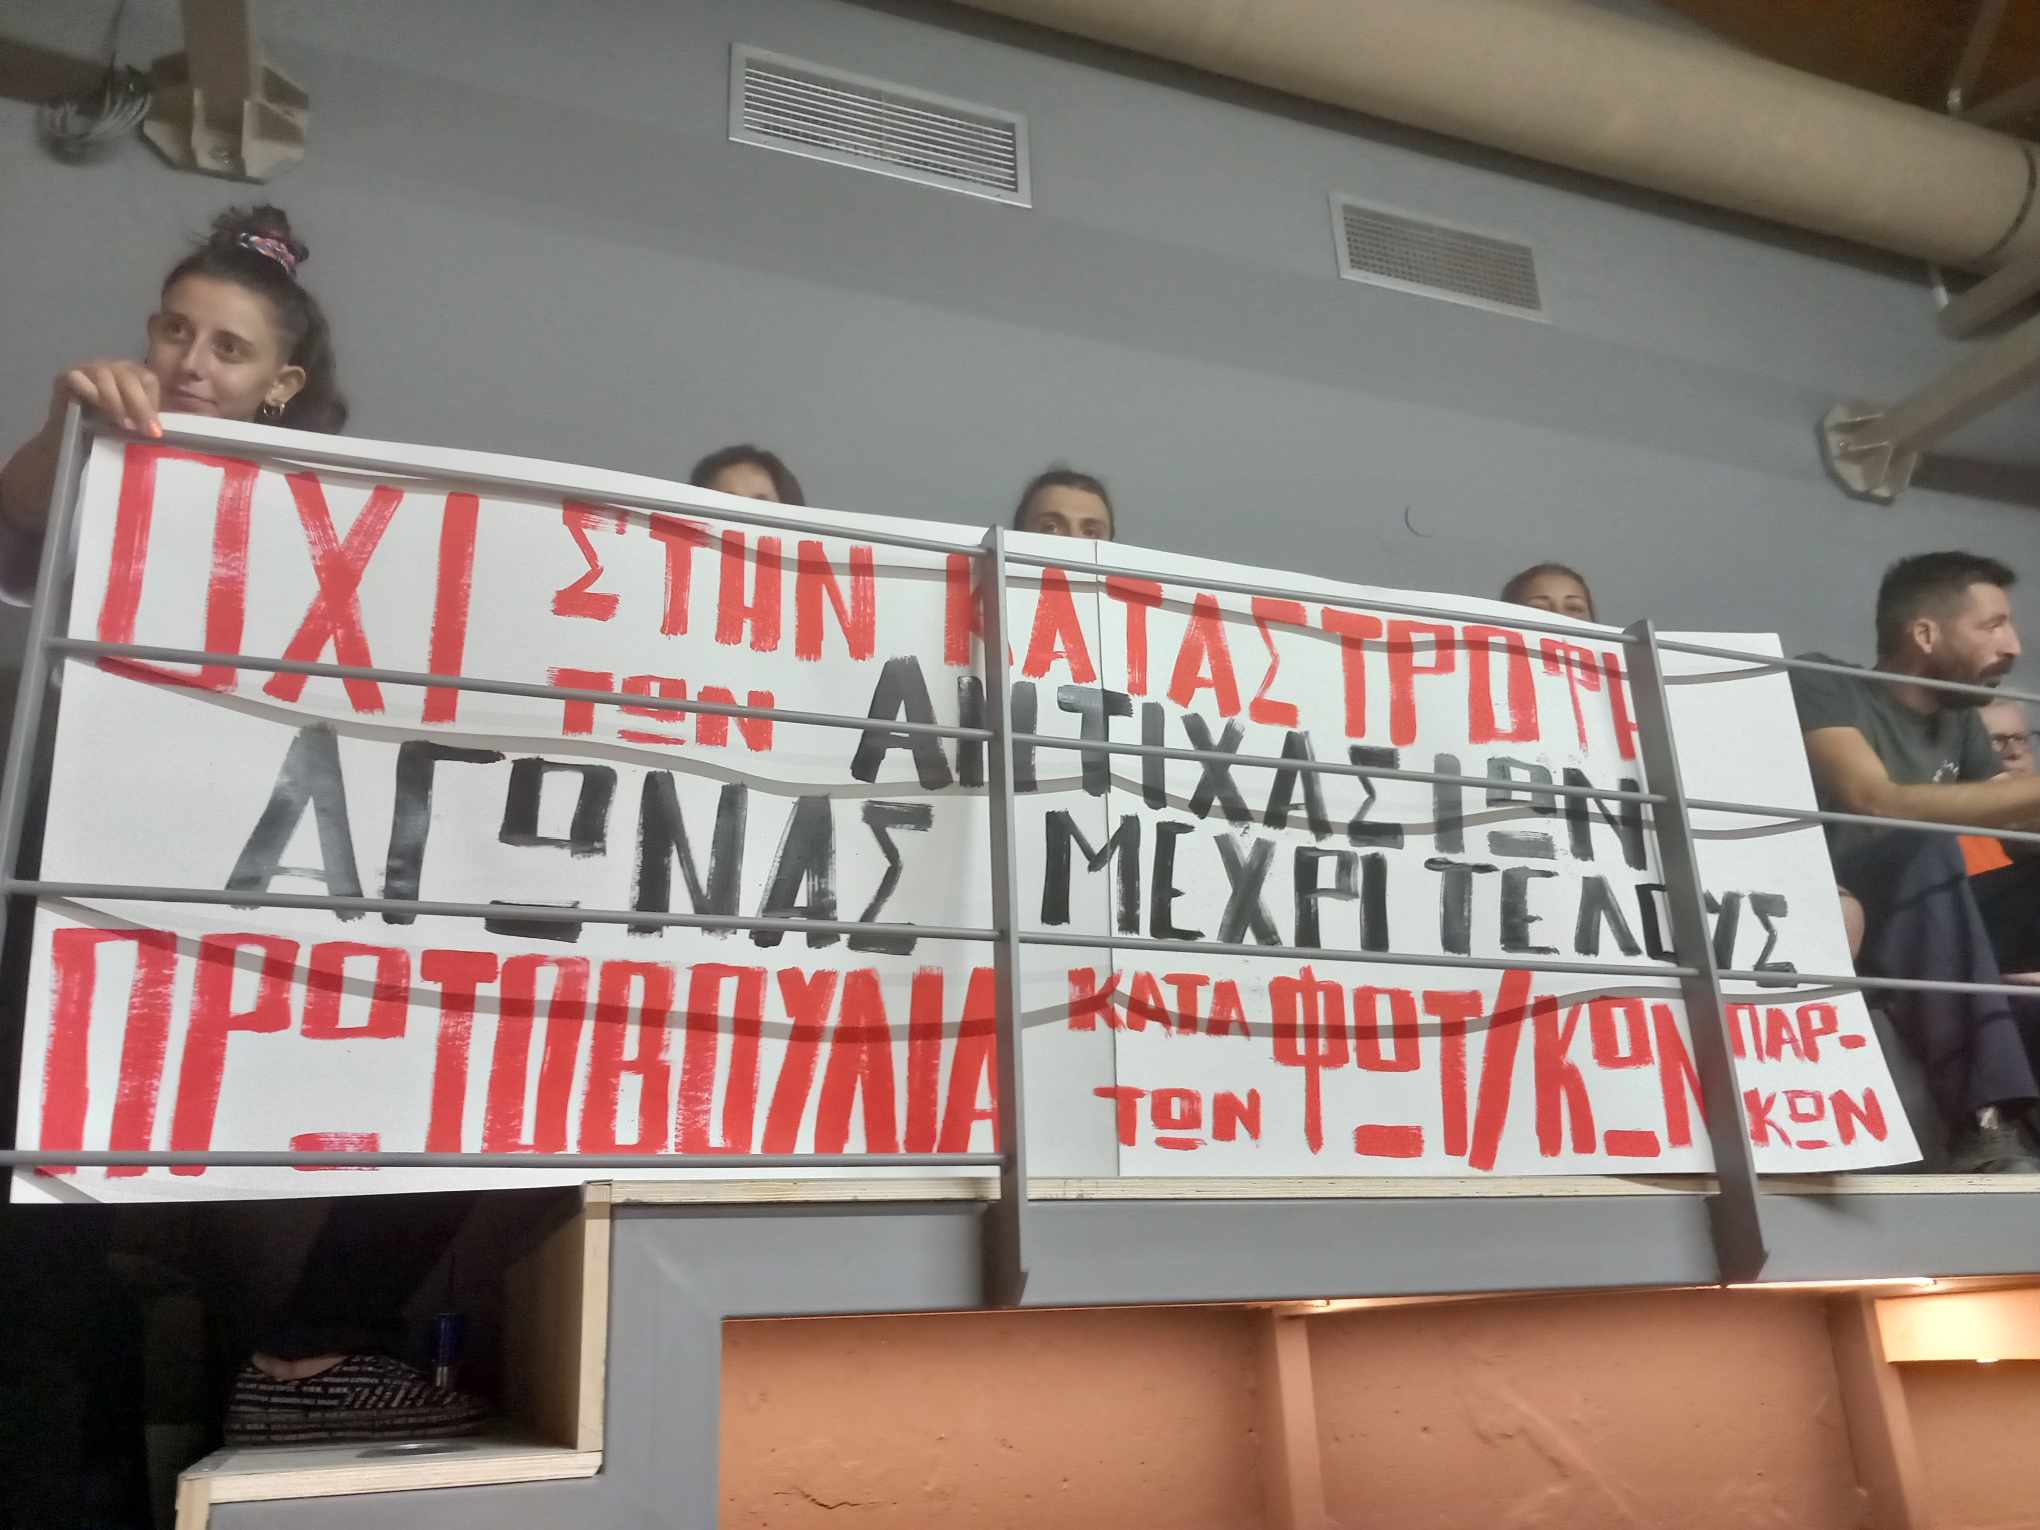 ΟΧΙ ΣΤΗΝ ΚΑΤΑΣΤΡΟΦΗ
ΤΩΝ ΑΝΤΙΧΑΣΙΩΝ
ΑΓΩΝΑΣ ΜΕΧΡΙ ΤΕΛΟΥΣ
ΠΡΩΤΟΒΟΥΛΙΑ ΚΑΤΑ
ΤΩΝ ΦΩΤ/ΚΩΝ ΠΑΡ-
ΚΩΝ